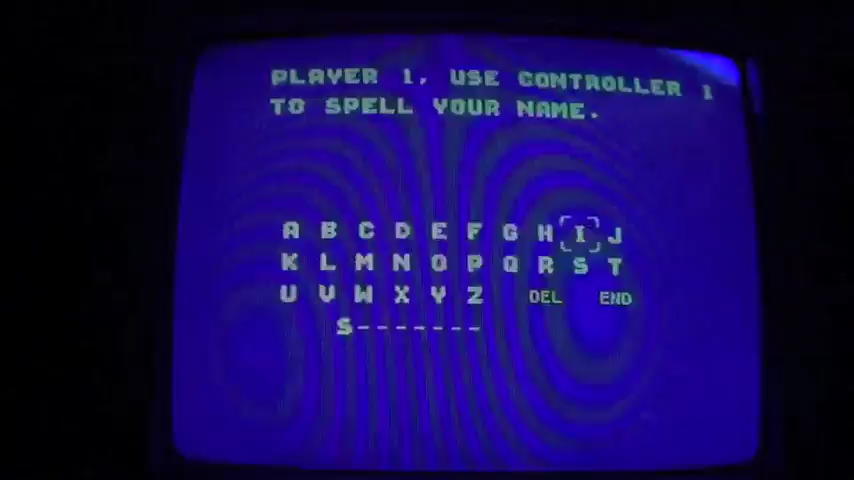 PLAYER 1, USE CONTROLLER 1
TO SPELL YOUR NAME.
A B C D E F G H I J
K L M N O P Q R S T
U V W X Y Z DEL END
S-------